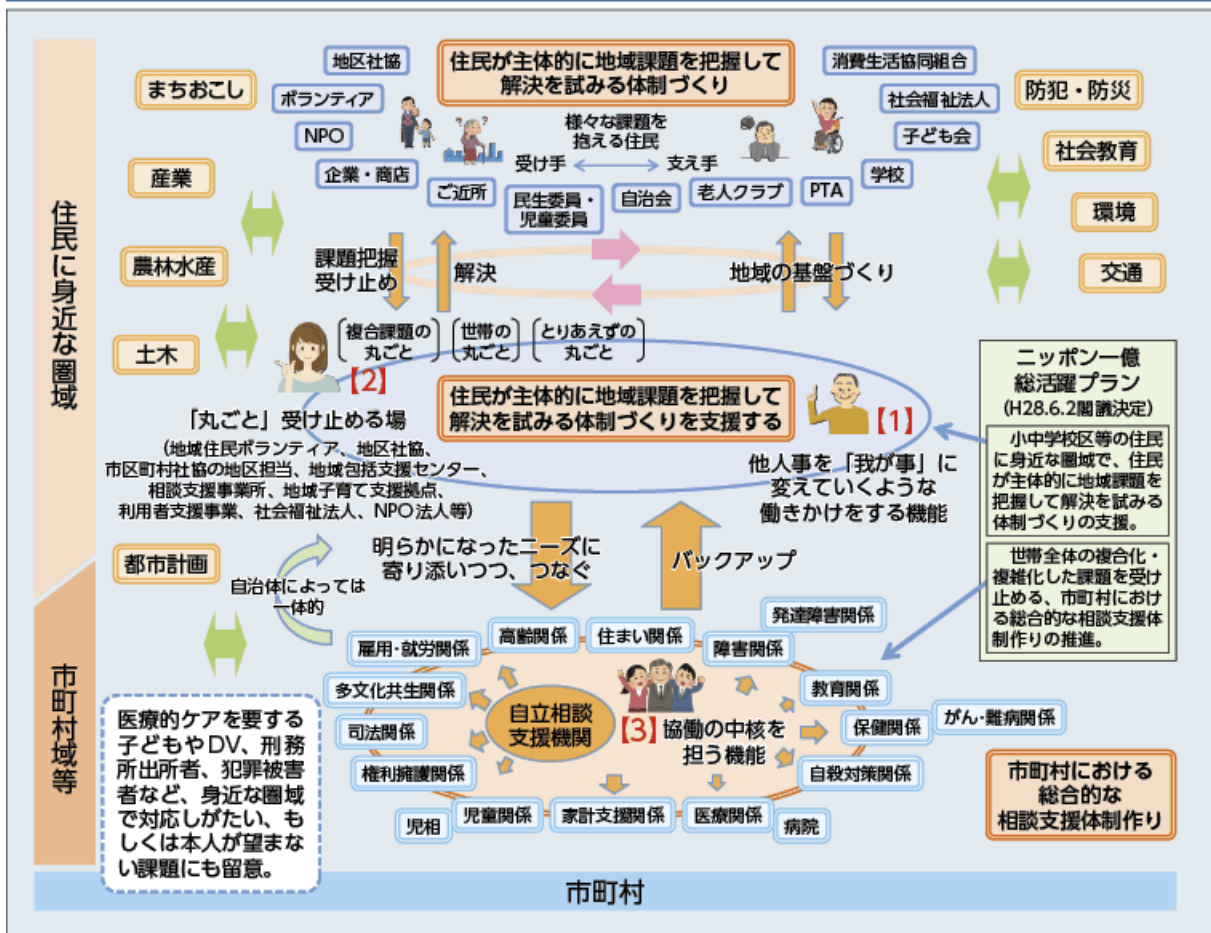 住民に身近な圏域
市町村域等
まちおこし
産業
農林水産
土木
都市計画
地区社協
ボランティア
NPO
企業・商店
ご近所
民生委員・
児童委員
自治会
老人クラブ
PTA
学校
子ども会
社会福祉法人
消費生活協同組合
住民が主体的に地域課題を把握して
解決を試みる体制づくり
様々な課題を
抱える住民
受け手
支え手
??
防犯・防災
社会教育
環境
交通
課題把握
受け止め
解決
地域の基盤づくり
複合課題の
丸ごと
世帯の
丸ごと
とりあえずの
丸ごと
【2】
「丸ごと」受け止める場
(地域住民ボランティア、地区社協、
市区町村社協の地区担当、地域包括支援センター、
相談支援事業所、地域子育て支援拠点、
利用者支援事業、社会福祉法人、NPO法人等)
住民が主体的に地域課題を把握して
解決を試みる体制づくりを支援する
【1】
他人事を「我が事」に
変えていくような
働きかけをする機能
ニッポン一億
総活躍プラン
(H28.6.2閣議決定)
小中学校区等の住民
に身近な圏域で、住民
が主体的に地域課題を
把握して解決を試みる
体制づくりの支援。
世帯全体の複合化・
複雑化した課題を受け
止める、市町村におけ
る総合的な相談支援体
制作りの推進。
自治体によっては
一体的
明らかになったニーズに
寄り添いつつ、つなぐ
バックアップ
雇用・就労関係
高齢関係
住まい関係
障害関係
発達障害関係
多文化共生関係
教育関係
司法関係
保健関係
がん・難病関係
権利擁護関係
自殺対策関係
児相
児童関係
家計支援関係
医療関係
病院
自立相談
支援機関
【3】
協働の中核を
担う機能
医療的ケアを要する
子どもやDV、刑務
所出所者、犯罪被害
者など、身近な圏域
で対応しがたい、も
しくは本人が望まな
い課題にも留意。
市町村における
総合的な
相談支援体制作り
市町村